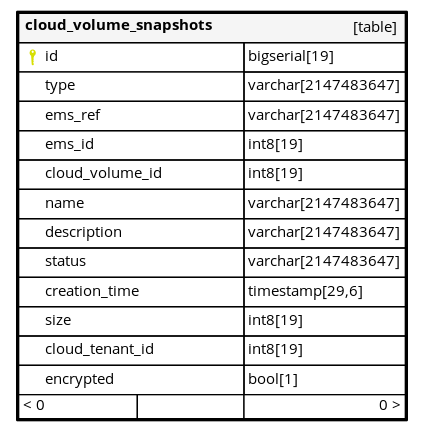 cloud_volume_snapshots [table]
id bigserial[19]
type varchar[2147483647]
ems_ref varchar[2147483647]
ems_id int8[19]
cloud_volume_id int8[19]
name varchar[2147483647]
description varchar[2147483647]
status varchar[2147483647]
creation_time timestamp[29,6]
size int8[19]
cloud_tenant_id int8[19]
encrypted bool[1]
< 0 0 >